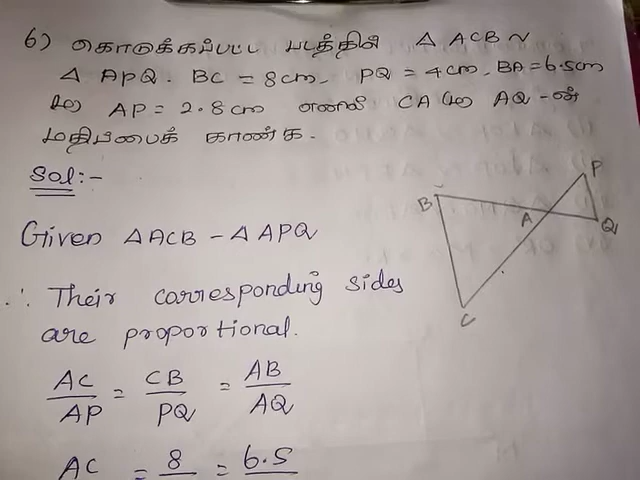 6) கொடுக்கப்பட்ட படத்தில் Δ ACB ~
Δ APQ. BC = 8cm, PQ = 4cm, BA = 6.5cm
மற்றும் AP = 2.8cm எனில் CA மற்றும் AQ-ன்
மதிப்பைக் காண்க.
Sol:-
Given Δ ACB - Δ APQ
∴ Their carresponding sides
are proportional.
AC/AP = CB/PQ = AB/AQ
AC = 8 = 6.5
B
A
P
Q
C